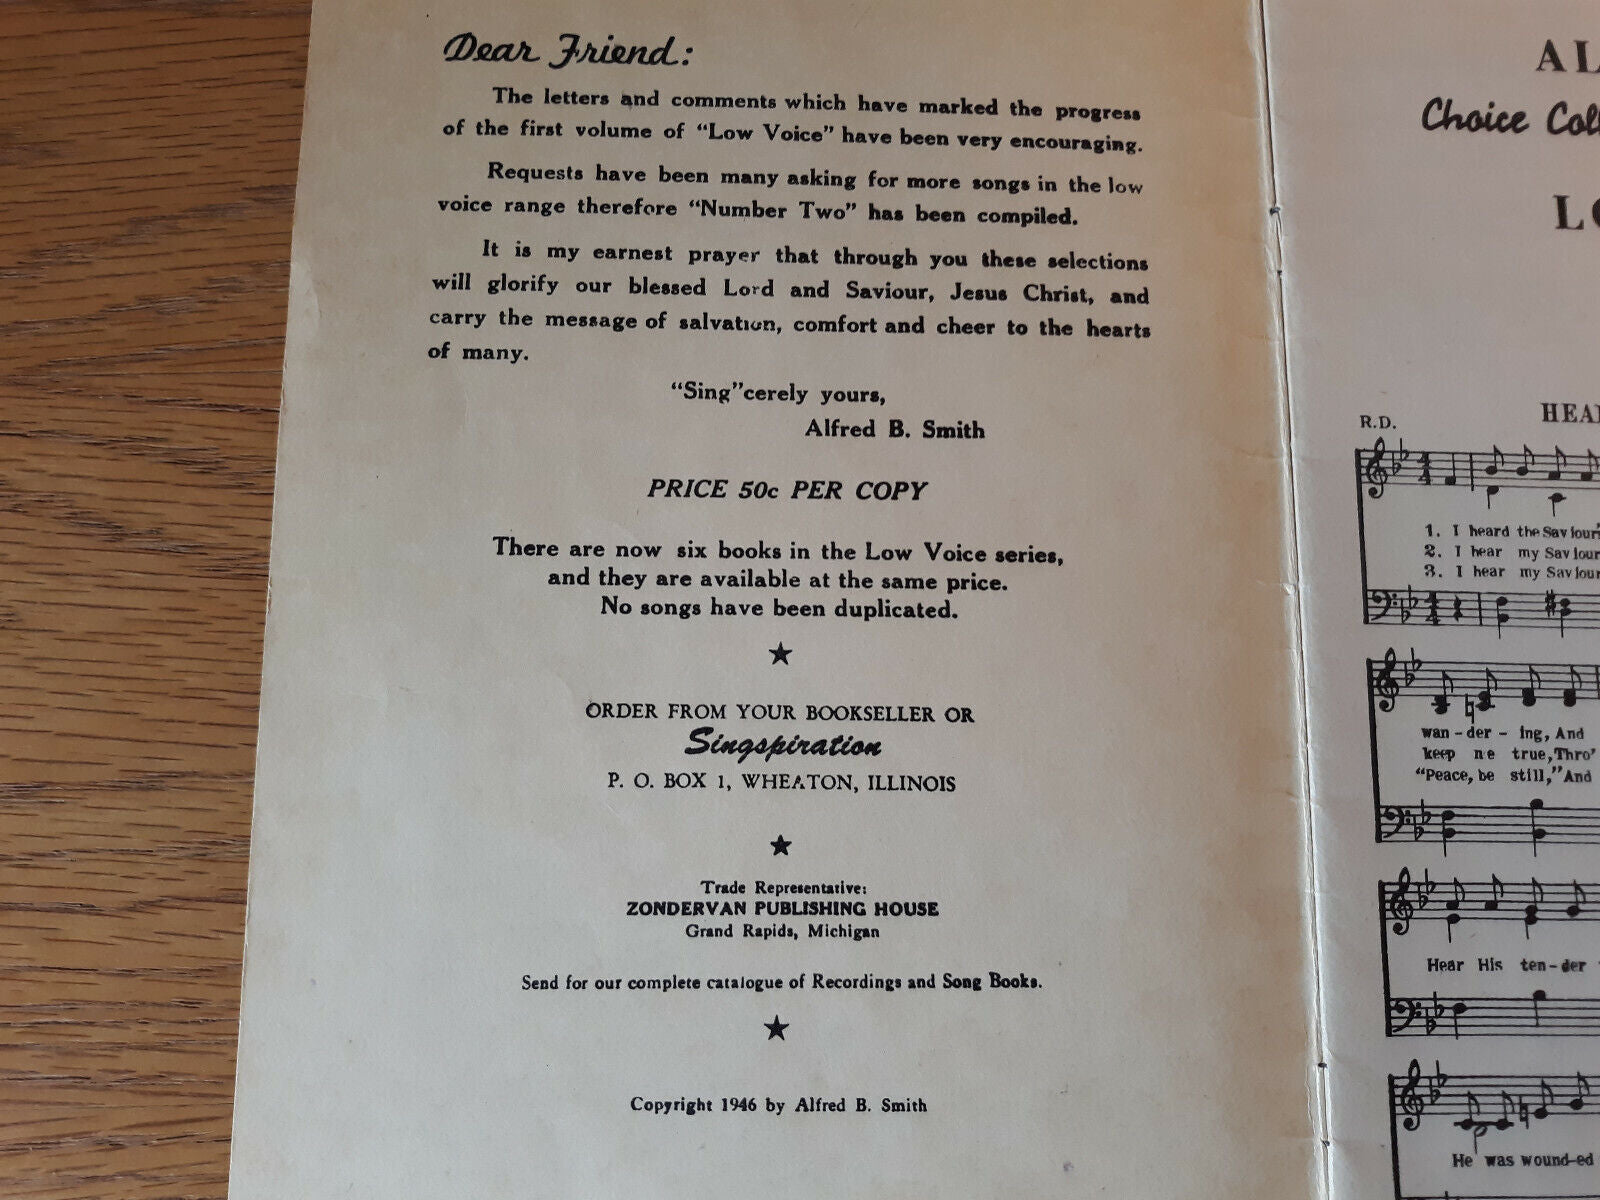 Dear Friend:
The letters and comments which have marked the progress
of the first volume of "Low Voice" have been very encouraging.
Requests have been many asking for more songs in the low
voice range therefore "Number Two" has been compiled.
It is my earnest prayer that through you these selections
will glorify our blessed Lord and Saviour, Jesus Christ, and
carry the message of salvation, comfort and cheer to the hearts
of many.
"Sing"cerely yours,
Alfred B. Smith
PRICE 50c PER COPY
There are now six books in the Low Voice series,
and they are available at the same price.
No songs have been duplicated.
ORDER FROM YOUR BOOKSELLER OR
Singspiration
P. O. BOX 1, WHEATON, ILLINOIS
Trade Representative:
ZONDERVAN PUBLISHING HOUSE
Grand Rapids, Michigan
Send for our complete catalogue of Recordings and Song Books.
Copyright 1946 by Alfred B. Smith
AL
Choice Coll
LO
HEA
R.D.
1. I heard the Saviour'
2. I hear my Saviour
3. I hear my Saviour
wan-der-ing, And
keep me true, Thro'
"Peace, be still," And
Hear His ten-der
He was wound-ed